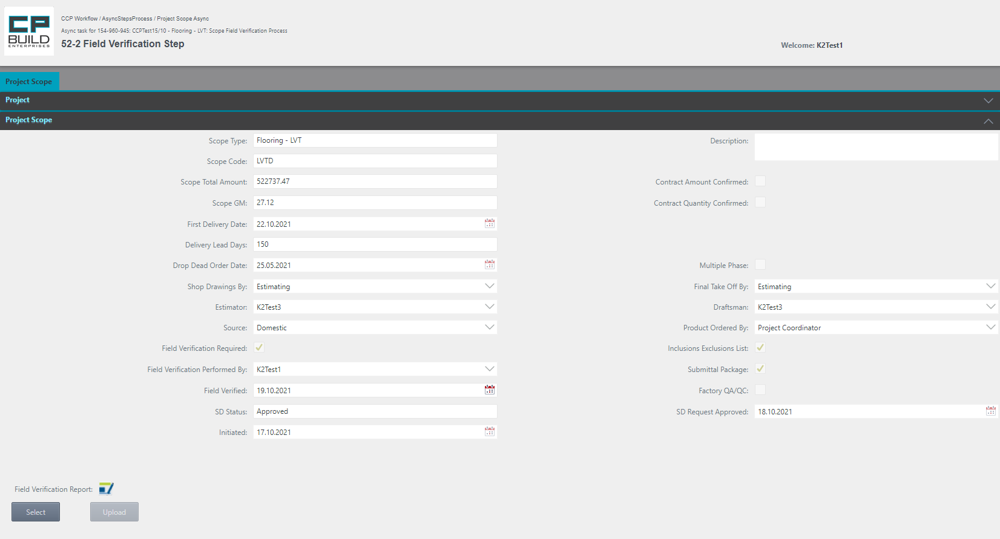 CP
BUILD
ENTERPRISES
CCP Workflow / AsyncStepsProcess / Project Scope Async
Async task for 154-960-945: CCPTest15/10 - Flooring - LVT: Scope Field Verification Process
52-2 Field Verification Step
Welcome: K2Test1
Project Scope
Project
Project Scope
Scope Type: Flooring - LVT
Description:
Scope Code: LVTD
Scope Total Amount: 522737.47
Contract Amount Confirmed:
Scope GM: 27.12
Contract Quantity Confirmed:
First Delivery Date: 22.10.2021
Delivery Lead Days: 150
Drop Dead Order Date: 25.05.2021
Multiple Phase:
Shop Drawings By: Estimating
Final Take Off By: Estimating
Estimator: K2Test3
Draftsman: K2Test3
Source: Domestic
Product Ordered By: Project Coordinator
Field Verification Required:
Inclusions Exclusions List:
Field Verification Performed By: K2Test1
Submittal Package:
Field Verified: 19.10.2021
Factory QA/QC:
SD Status: Approved
SD Request Approved: 18.10.2021
Initiated: 17.10.2021
Field Verification Report:
Select
Upload